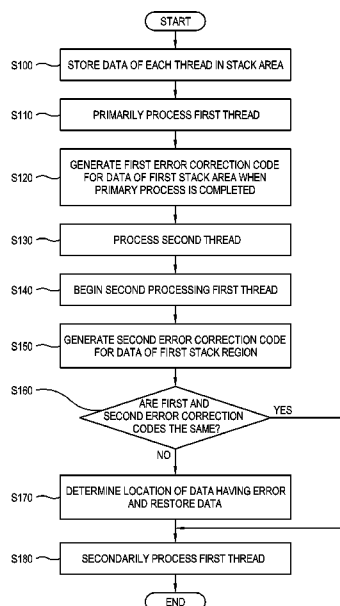 START
S100
STORE DATA OF EACH THREAD IN STACK AREA
S110
PRIMARILY PROCESS FIRST THREAD
S120
GENERATE FIRST ERROR CORRECTION CODE
FOR DATA OF FIRST STACK AREA WHEN
PRIMARY PROCESS IS COMPLETED
S130
PROCESS SECOND THREAD
S140
BEGIN SECOND PROCESSING FIRST THREAD
S150
GENERATE SECOND ERROR CORRECTION CODE
FOR DATA OF FIRST STACK REGION
S160
ARE FIRST AND
SECOND ERROR CORRECTION
CODES THE SAME?
YES
NO
S170
DETERMINE LOCATION OF DATA HAVING ERROR
AND RESTORE DATA
S180
SECONDARILY PROCESS FIRST THREAD
END